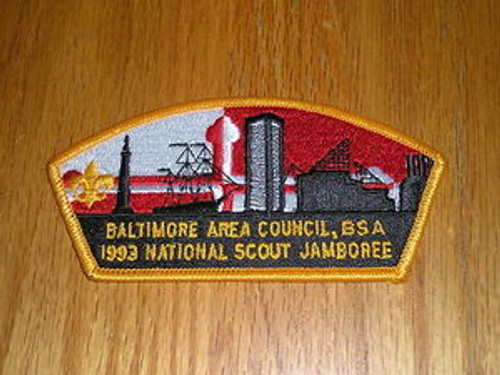 BALTIMORE AREA COUNCIL, BSA
1993 NATIONAL SCOUT JAMBOREE